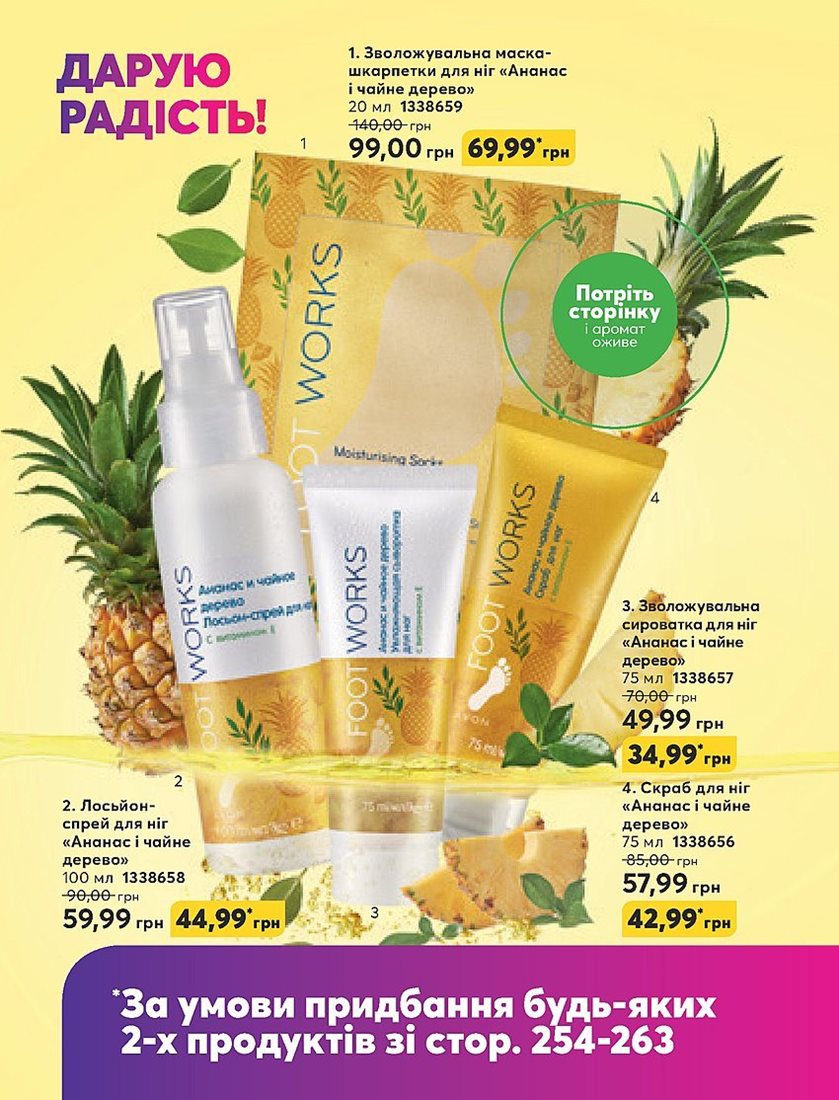 ДАРУЮ
РАДІСТЬ!
1. Зволожувальна маска-
шкарпетки для ніг «Ананас
і чайне дерево»
20 мл 1338659
140,00 грн
99,00 грн 69,99* грн
1
Потріть
сторінку
і аромат
оживе
FOOT WORKS
Moisturising Socks
4
FOOT WORKS
Ананас и чайное
дерево
Лосьон-спрей для ног
С витамином Е
FOOT WORKS
Ананас и чайное дерево
Увлажняющая сыворотка
для ног
С витамином Е
75 ml/мл/№kg℮
FOOT WORKS
Ананас и чайное дерево
Скраб для ног
с витамином Е
AVON
3. Зволожувальна
сироватка для ніг
«Ананас і чайне
дерево»
75 мл 1338657
70,00 грн
49,99 грн
34,99* грн
2
2. Лосьйон-
спрей для ніг
«Ананас і чайне
дерево»
100 мл 1338658
90,00 грн
59,99 грн 44,99* грн
3
4. Скраб для ніг
«Ананас і чайне
дерево»
75 мл 1338656
85,00 грн
57,99 грн
42,99* грн
*За умови придбання будь-яких
2-х продуктів зі стор. 254-263